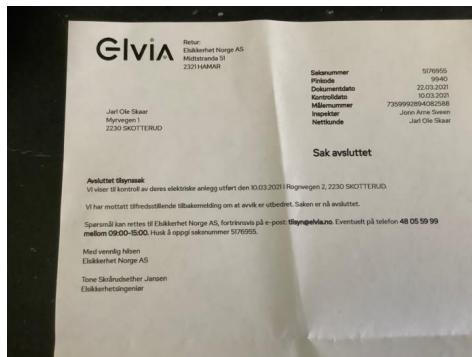 Elvia
Retur:
Elsikkerhet Norge AS
Midtstranda 51
2321 HAMAR
Saksnummer 5176955
Pinkode 9940
Dokumentdato 22.03.2021
Kontrolldato 10.03.2021
Målernummer 7359992894082588
Inspektør Jonn Arne Sveen
Nettkunde Jarl Ole Skaar
Jarl Ole Skaar
Myrvegen 1
2230 SKOTTERUD
Sak avsluttet
Avsluttet tilsynssak
Vi viser til kontroll av deres elektriske anlegg utført den 10.03.2021 i Rognvegen 2, 2230 SKOTTERUD.
Vi har mottatt tilfredsstillende tilbakemelding om at avvik er utbedret. Saken er nå avsluttet.
Spørsmål kan rettes til Elsikkerhet Norge AS, fortrinnsvis på e-post: tilsyn@elvia.no. Eventuelt på telefon 48 05 59 99
mellom 09:00-15:00. Husk å oppgi saksnummer 5176955.
Med vennlig hilsen
Elsikkerhet Norge AS
Tone Skrårudsether Jansen
Elsikkerhetsingeniør